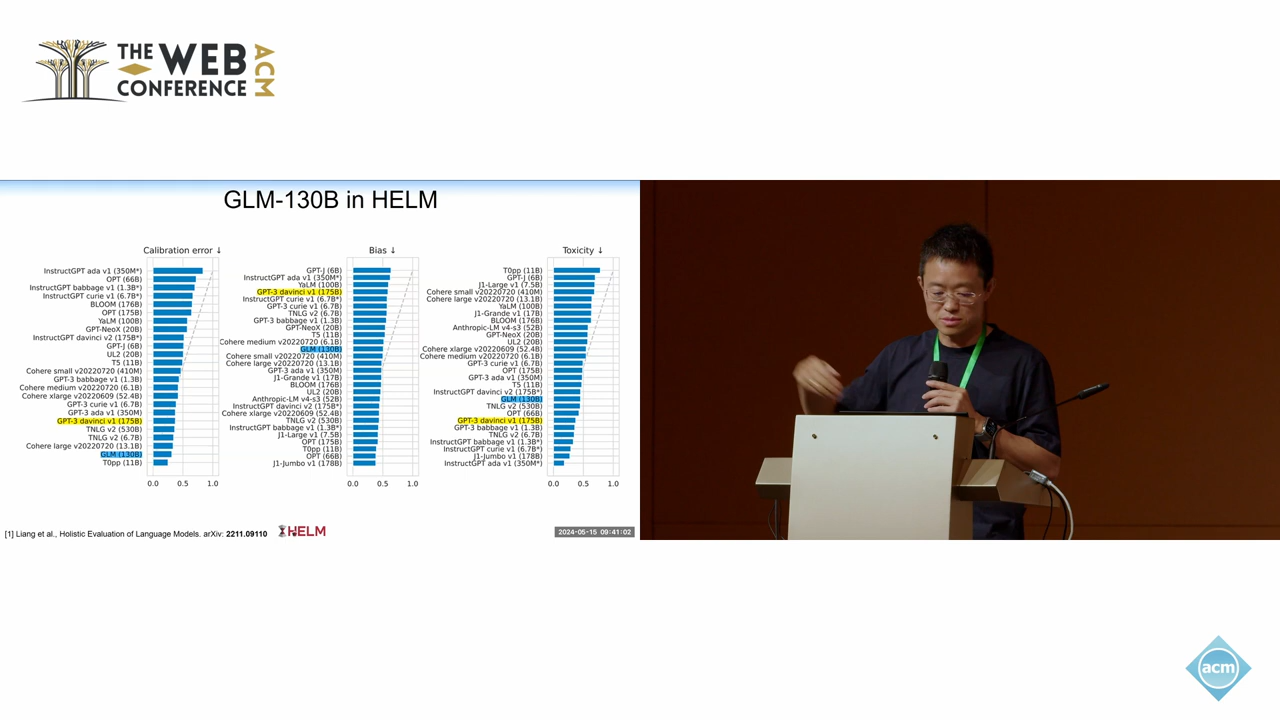 THE WEB
CONFERENCE
ACM
GLM-130B in HELM
Calibration error ↓
InstructGPT ada v1 (350M*)
OPT (66B)
InstructGPT babbage v1 (1.3B*)
InstructGPT curie v1 (6.7B*)
BLOOM (176B)
OPT (175B)
YaLM (100B)
GPT-NeoX (20B)
InstructGPT davinci v2 (175B*)
GPT-J (6B)
UL2 (20B)
T5 (11B)
Cohere small v20220720 (410M)
GPT-3 babbage v1 (1.3B)
Cohere medium v20220720 (6.1B)
Cohere xlarge v20220609 (52.4B)
GPT-3 curie v1 (6.7B)
GPT-3 ada v1 (350M)
GPT-3 davinci v1 (175B)
TNLG v2 (530B)
TNLG v2 (6.7B)
Cohere large v20220720 (13.1B)
GLM (130B)
T0pp (11B)
0.0 0.5 1.0
Bias ↓
GPT-J (6B)
InstructGPT ada v1 (350M*)
YaLM (100B)
GPT-3 davinci v1 (175B)
InstructGPT curie v1 (6.7B*)
GPT-3 curie v1 (6.7B)
TNLG v2 (6.7B)
GPT-3 babbage v1 (1.3B)
GPT-NeoX (20B)
T5 (11B)
Cohere medium v20220720 (6.1B)
GLM (130B)
Cohere small v20220720 (410M)
Cohere large v20220720 (13.1B)
GPT-3 ada v1 (350M)
J1-Grande v1 (17B)
BLOOM (176B)
UL2 (20B)
Anthropic-LM v4-s3 (52B)
InstructGPT davinci v2 (175B*)
Cohere xlarge v20220609 (52.4B)
TNLG v2 (530B)
InstructGPT babbage v1 (1.3B*)
J1-Large v1 (7.5B)
OPT (175B)
T0pp (11B)
OPT (66B)
J1-Jumbo v1 (178B)
0.0 0.5 1.0
Toxicity ↓
T0pp (11B)
GPT-J (6B)
J1-Large v1 (7.5B)
Cohere small v20220720 (410M)
Cohere large v20220720 (13.1B)
YaLM (100B)
J1-Grande v1 (17B)
BLOOM (176B)
Anthropic-LM v4-s3 (52B)
GPT-NeoX (20B)
UL2 (20B)
Cohere xlarge v20220609 (52.4B)
Cohere medium v20220720 (6.1B)
GPT-3 curie v1 (6.7B)
OPT (175B)
GPT-3 ada v1 (350M)
T5 (11B)
InstructGPT davinci v2 (175B*)
GLM (130B)
TNLG v2 (530B)
OPT (66B)
GPT-3 davinci v1 (175B)
GPT-3 babbage v1 (1.3B)
TNLG v2 (6.7B)
InstructGPT babbage v1 (1.3B*)
InstructGPT curie v1 (6.7B*)
J1-Jumbo v1 (178B)
InstructGPT ada v1 (350M*)
0.0 0.5 1.0
[1] Liang et al., Holistic Evaluation of Language Models. arXiv: 2211.09110
HELM
2024-05-15 09:41:02
acm